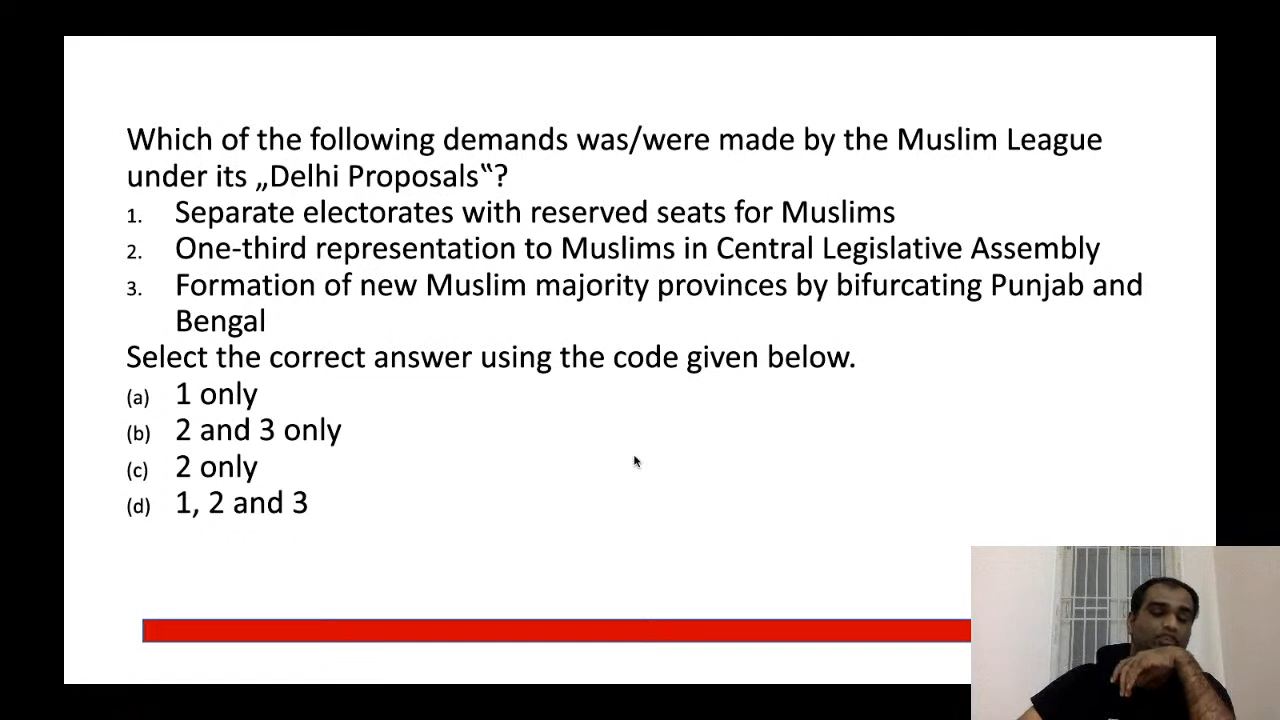 Which of the following demands was/were made by the Muslim League
under its „Delhi Proposals‟?
1. Separate electorates with reserved seats for Muslims
2. One-third representation to Muslims in Central Legislative Assembly
3. Formation of new Muslim majority provinces by bifurcating Punjab and
Bengal
Select the correct answer using the code given below.
(a) 1 only
(b) 2 and 3 only
(c) 2 only
(d) 1, 2 and 3